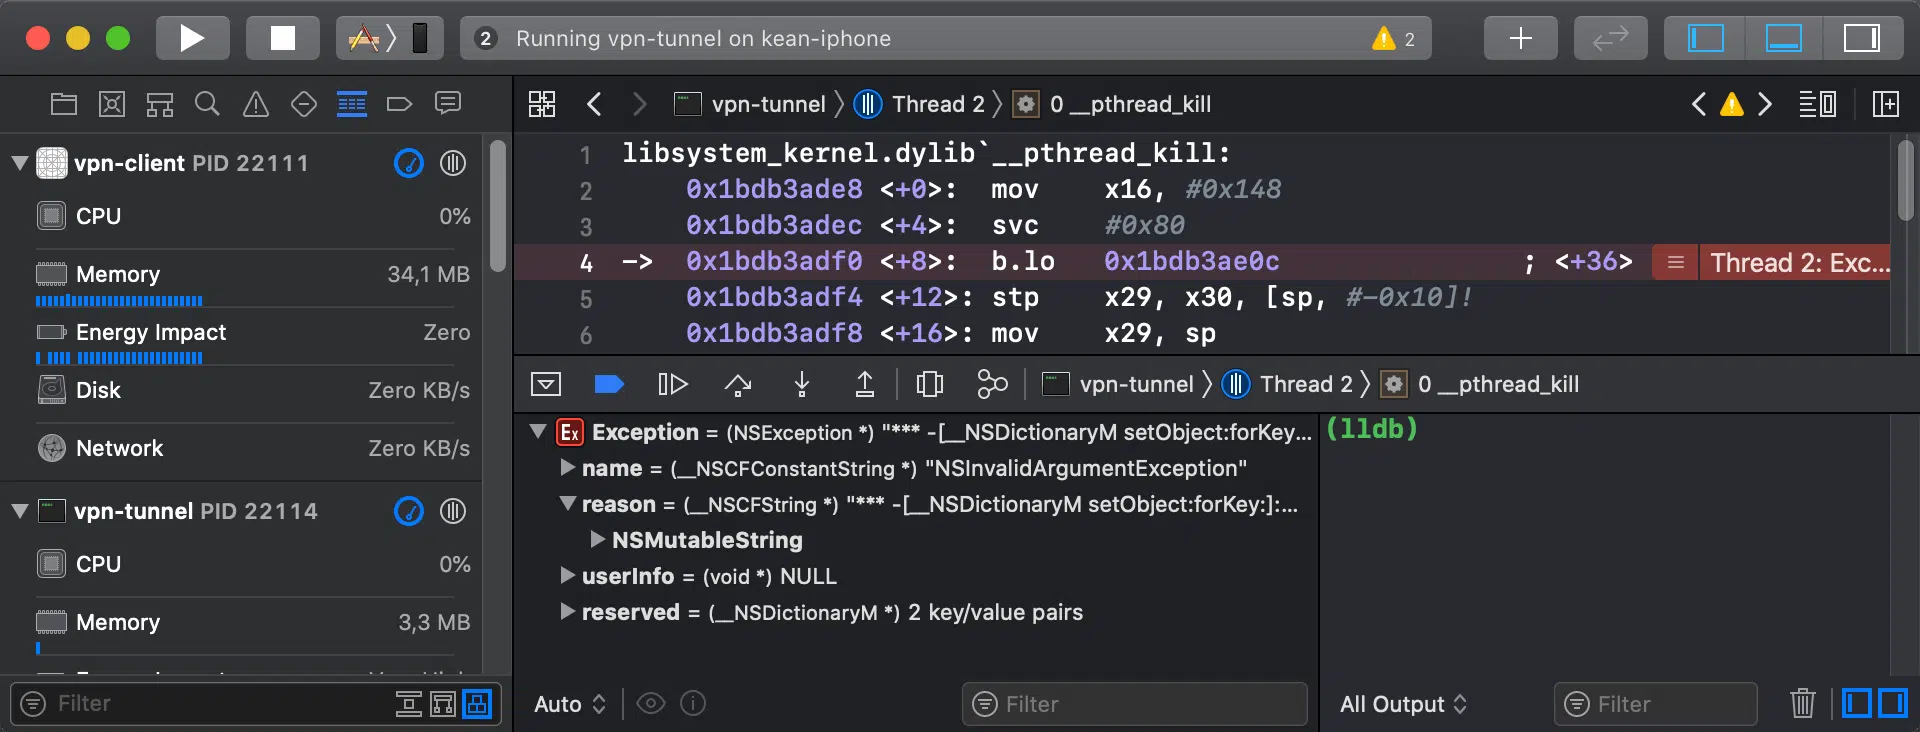 2 Running vpn-tunnel on kean-iphone 2
vpn-tunnel Thread 2 0 __pthread_kill
vpn-client PID 22111
CPU 0%
Memory 34,1 MB
Energy Impact Zero
Disk Zero KB/s
Network Zero KB/s
vpn-tunnel PID 22114
CPU 0%
Memory 3,3 MB
Filter
1 libsystem_kernel.dylib`__pthread_kill:
2 0x1bdb3ade8 <+0>: mov x16, #0x148
3 0x1bdb3adec <+4>: svc #0x80
4 -> 0x1bdb3adf0 <+8>: b.lo 0x1bdb3ae0c ; <+36> Thread 2: Exc...
5 0x1bdb3adf4 <+12>: stp x29, x30, [sp, #-0x10]!
6 0x1bdb3adf8 <+16>: mov x29, sp
vpn-tunnel Thread 2 0 __pthread_kill
Ex Exception = (NSException *) "*** -[__NSDictionaryM setObject:forKey...
name = (__NSCFConstantString *) "NSInvalidArgumentException"
reason = (__NSCFString *) "*** -[__NSDictionaryM setObject:forKey:]:...
NSMutableString
userInfo = (void *) NULL
reserved = (__NSDictionaryM *) 2 key/value pairs
Auto Filter
(lldb)
All Output Filter